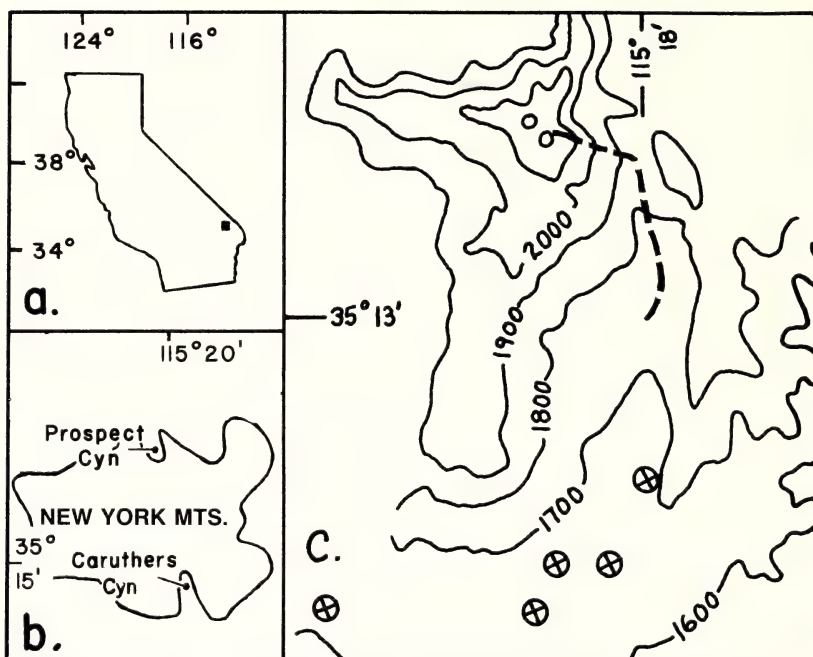 124° 116°
38°
34°
a.
115°20'
Prospect
Cyn
NEW YORK MTS.
35°
15'
Caruthers
Cyn
b.
115°
18'
2000
35°13'
1900
1800
1700
1600
c.